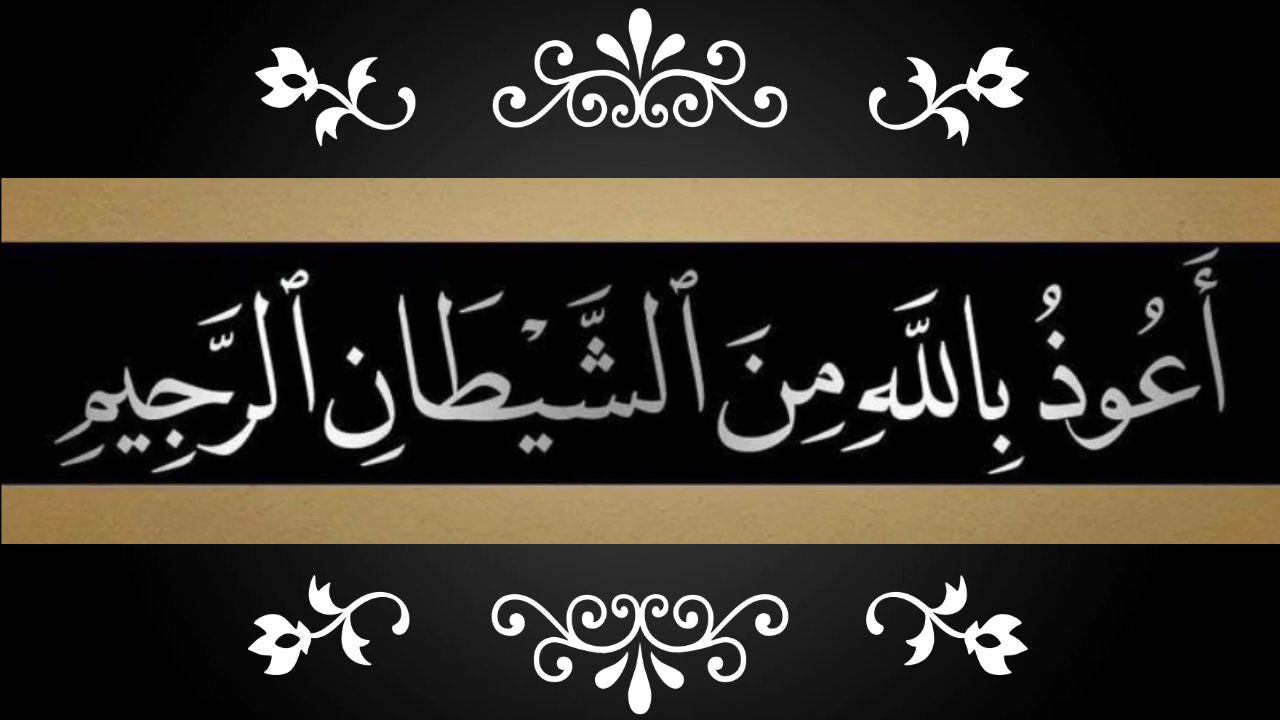 أَعُوذُ بِاللَّهِ مِنَ ٱلشَّيْطَانِ ٱلرَّجِيمِ